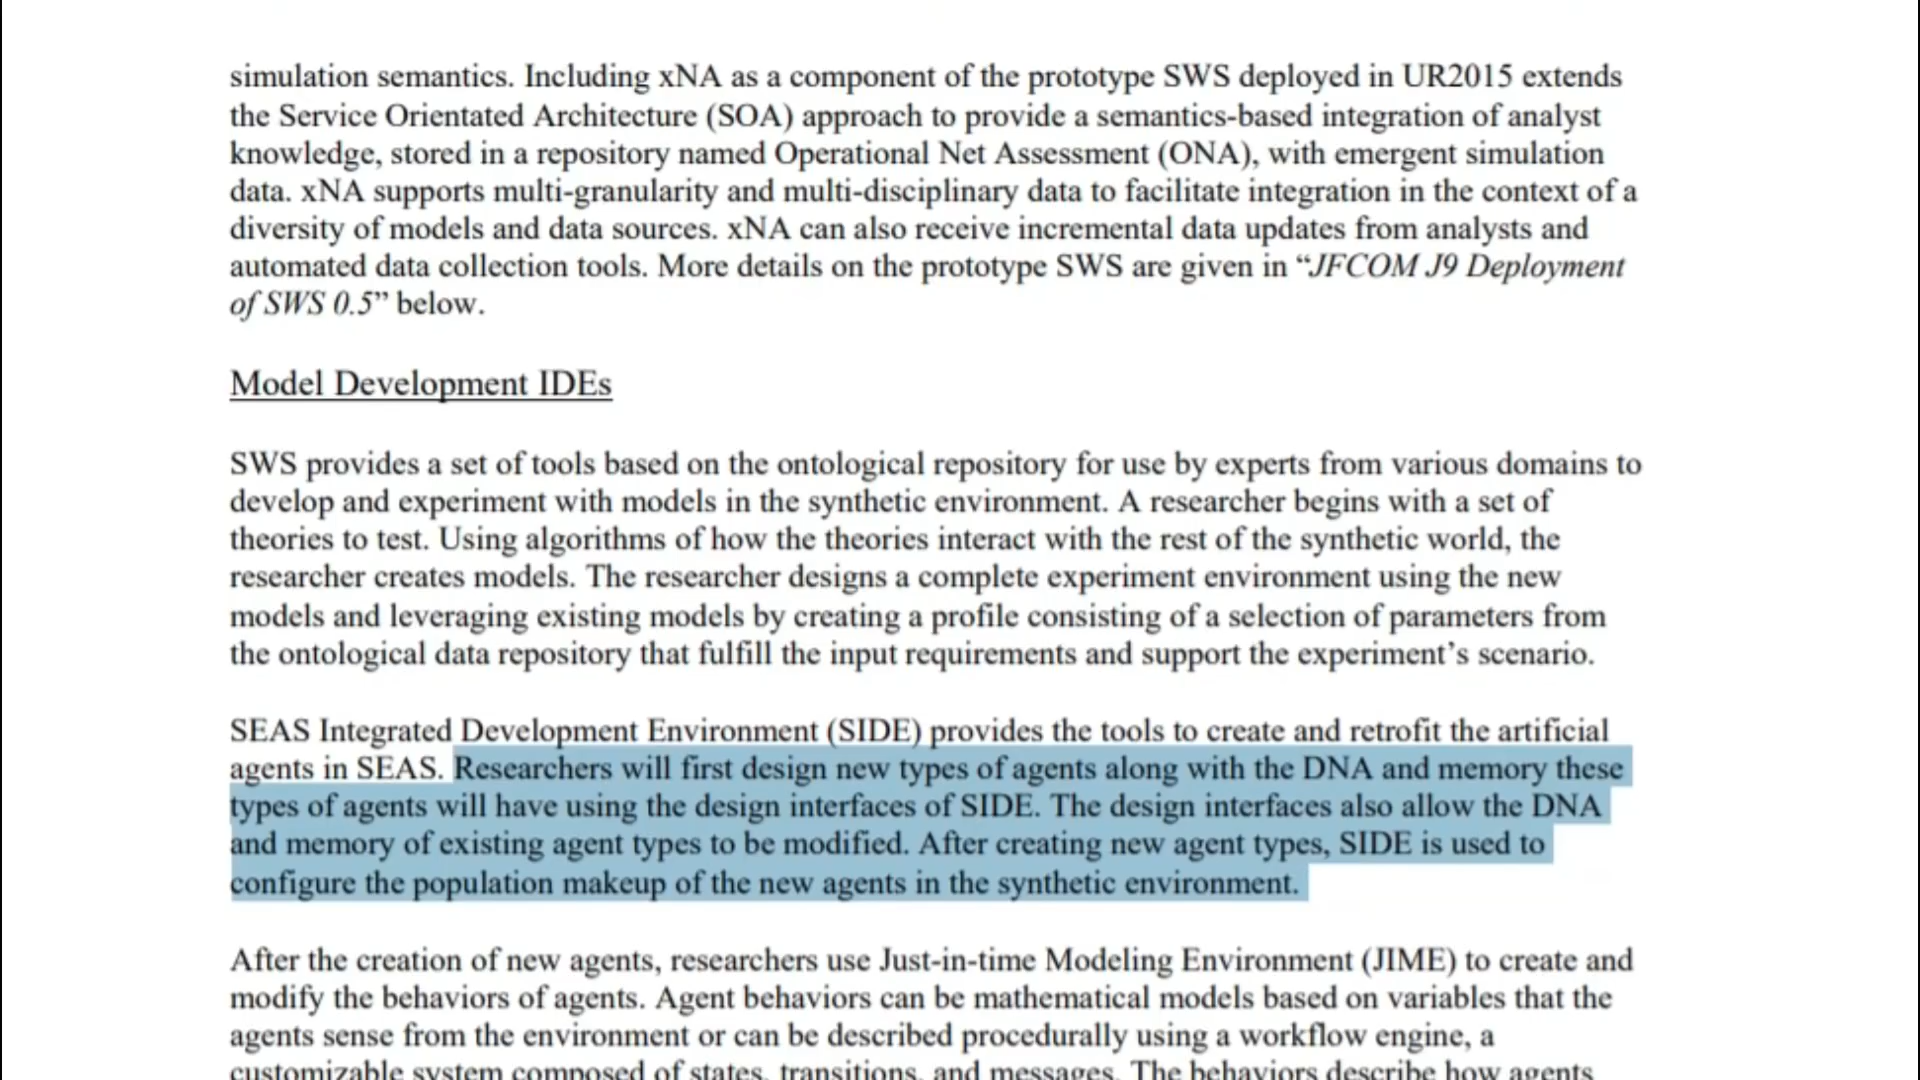 simulation semantics. Including xNA as a component of the prototype SWS deployed in UR2015 extends
the Service Orientated Architecture (SOA) approach to provide a semantics-based integration of analyst
knowledge, stored in a repository named Operational Net Assessment (ONA), with emergent simulation
data. xNA supports multi-granularity and multi-disciplinary data to facilitate integration in the context of a
diversity of models and data sources. xNA can also receive incremental data updates from analysts and
automated data collection tools. More details on the prototype SWS are given in “JFCOM J9 Deployment
of SWS 0.5” below.
Model Development IDEs
SWS provides a set of tools based on the ontological repository for use by experts from various domains to
develop and experiment with models in the synthetic environment. A researcher begins with a set of
theories to test. Using algorithms of how the theories interact with the rest of the synthetic world, the
researcher creates models. The researcher designs a complete experiment environment using the new
models and leveraging existing models by creating a profile consisting of a selection of parameters from
the ontological data repository that fulfill the input requirements and support the experiment’s scenario.
SEAS Integrated Development Environment (SIDE) provides the tools to create and retrofit the artificial
agents in SEAS. Researchers will first design new types of agents along with the DNA and memory these
types of agents will have using the design interfaces of SIDE. The design interfaces also allow the DNA
and memory of existing agent types to be modified. After creating new agent types, SIDE is used to
configure the population makeup of the new agents in the synthetic environment.
After the creation of new agents, researchers use Just-in-time Modeling Environment (JIME) to create and
modify the behaviors of agents. Agent behaviors can be mathematical models based on variables that the
agents sense from the environment or can be described procedurally using a workflow engine, a
customizable system composed of states, transitions, and messages. The behaviors describe how agents